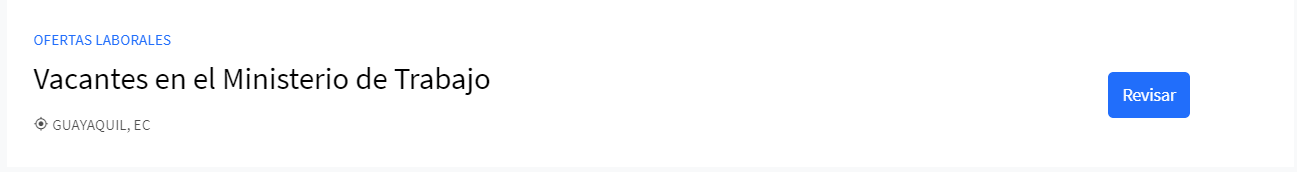 OFERTAS LABORALES
Vacantes en el Ministerio de Trabajo
Revisar
GUAYAQUIL, EC